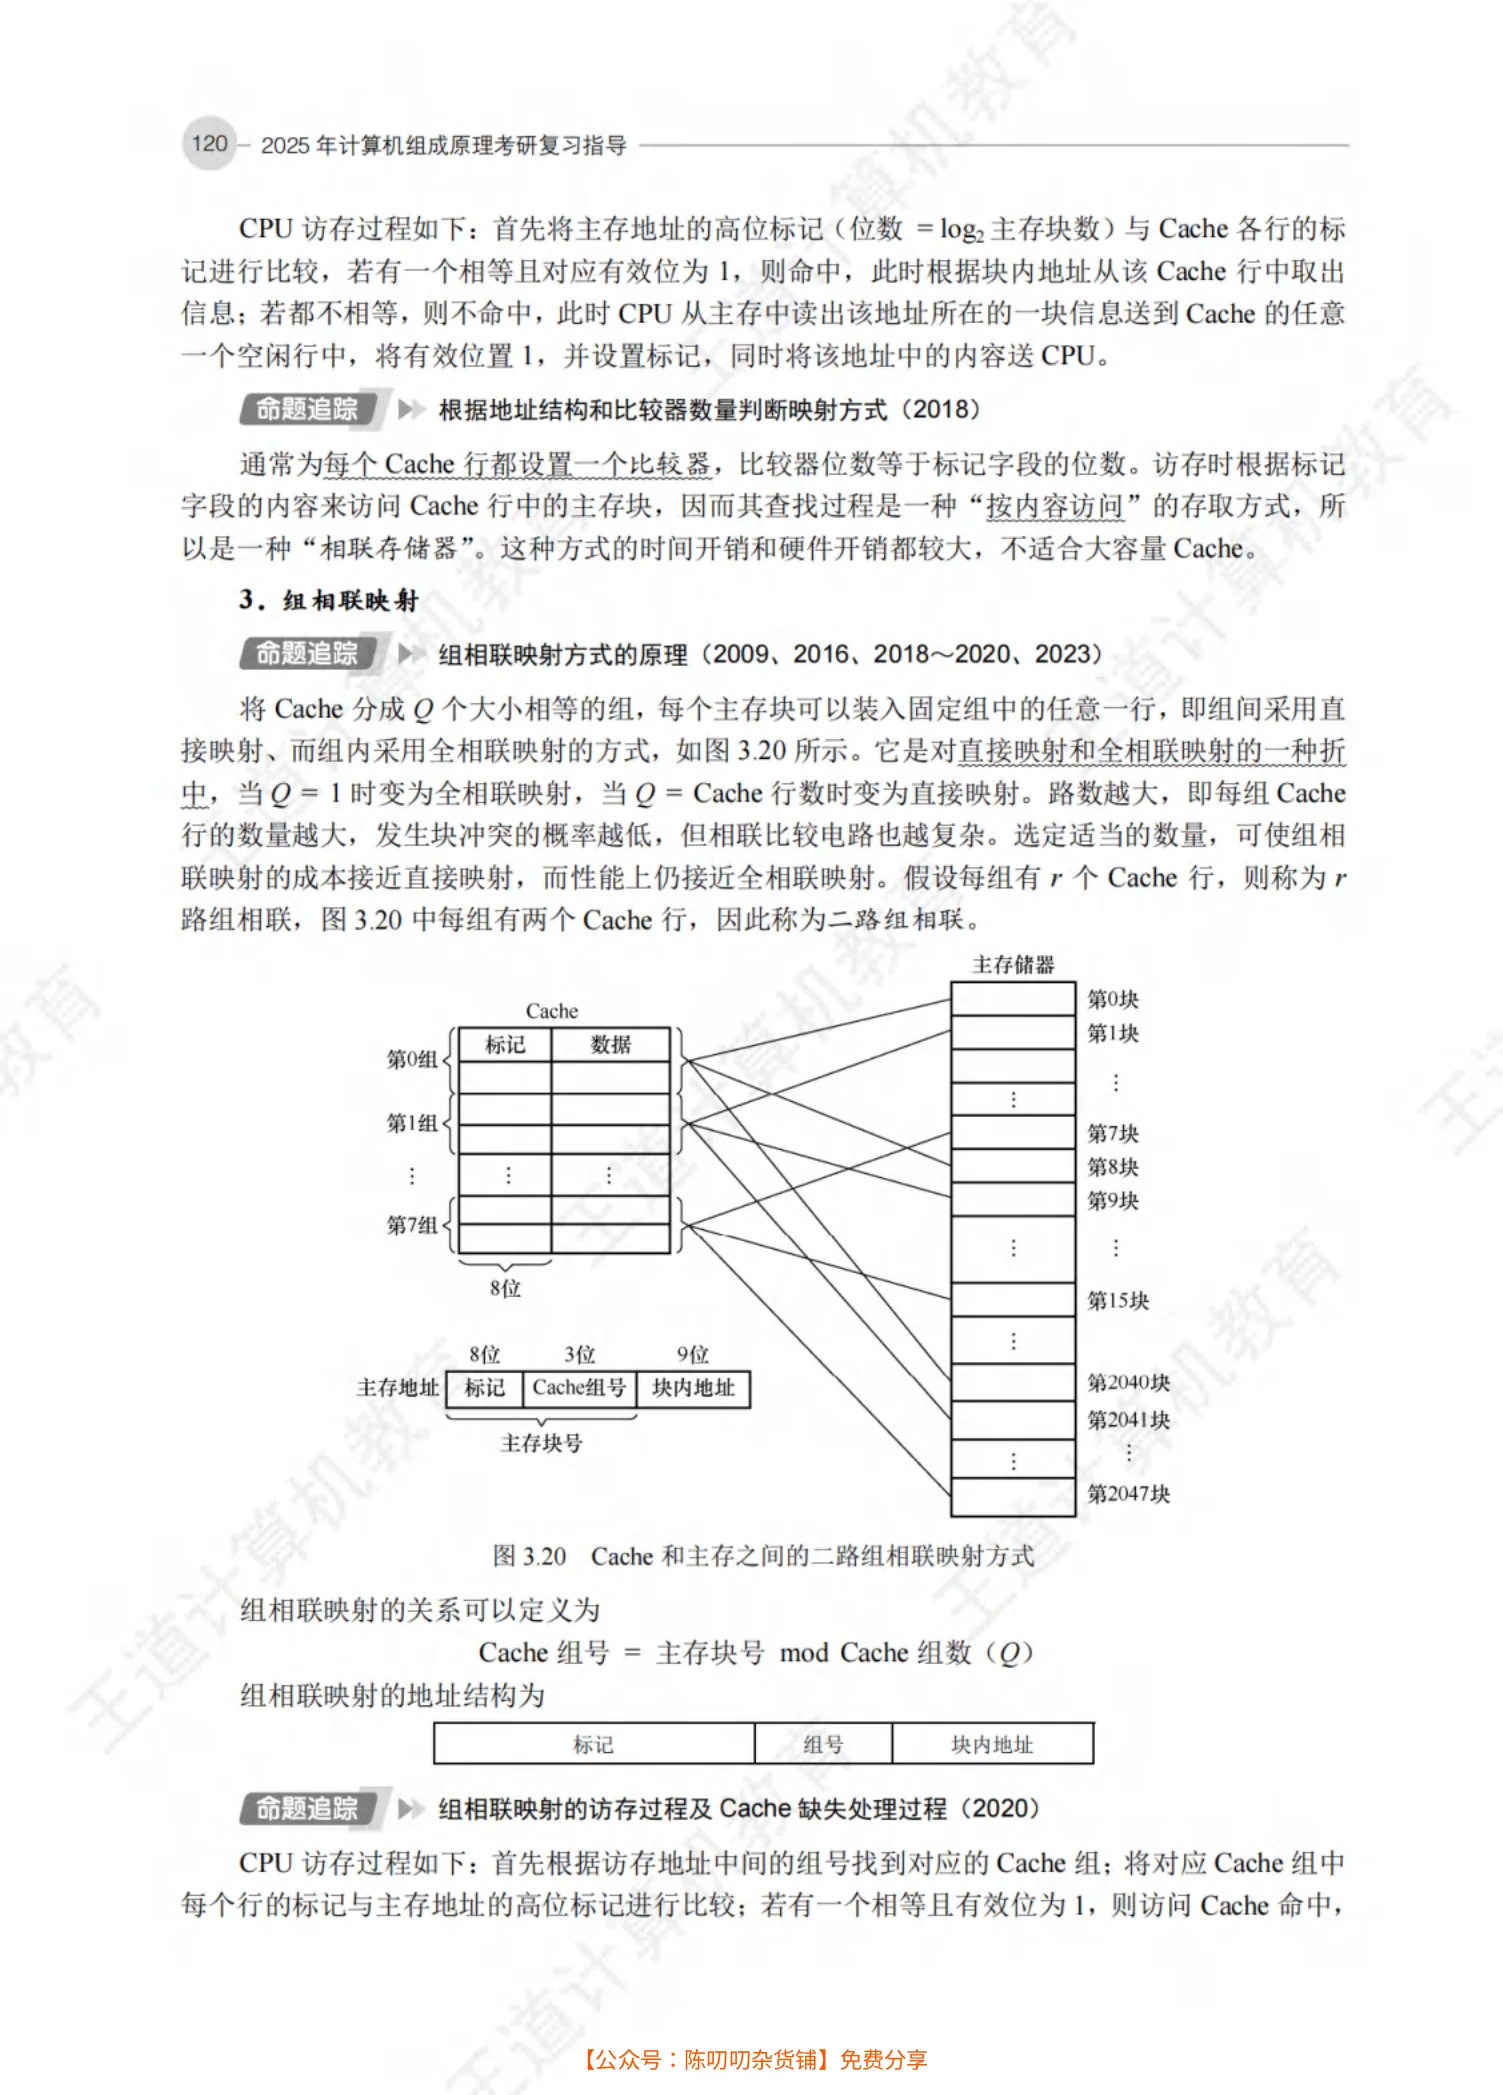 120 2025 年计算机组成原理考研复习指导
CPU 访存过程如下：首先将主存地址的高位标记（位数 = log₂ 主存块数）与 Cache 各行的标
记进行比较，若有一个相等且对应有效位为 1，则命中，此时根据块内地址从该 Cache 行中取出
信息；若都不相等，则不命中，此时 CPU 从主存中读出该地址所在的一块信息送到 Cache 的任意
一个空闲行中，将有效位置 1，并设置标记，同时将该地址中的内容送 CPU。
命题追踪 根据地址结构和比较器数量判断映射方式（2018）
通常为每个 Cache 行都设置一个比较器，比较器位数等于标记字段的位数。访存时根据标记
字段的内容来访问 Cache 行中的主存块，因而其查找过程是一种“按内容访问”的存取方式，所
以是一种“相联存储器”。这种方式的时间开销和硬件开销都较大，不适合大容量 Cache。
3．组相联映射
命题追踪 组相联映射方式的原理（2009、2016、2018～2020、2023）
将 Cache 分成 Q 个大小相等的组，每个主存块可以装入固定组中的任意一行，即组间采用直
接映射、而组内采用全相联映射的方式，如图 3.20 所示。它是对直接映射和全相联映射的一种折
中，当 Q = 1 时变为全相联映射，当 Q = Cache 行数时变为直接映射。路数越大，即每组 Cache
行的数量越大，发生块冲突的概率越低，但相联比较电路也越复杂。选定适当的数量，可使组相
联映射的成本接近直接映射，而性能上仍接近全相联映射。假设每组有 r 个 Cache 行，则称为 r
路组相联，图 3.20 中每组有两个 Cache 行，因此称为二路组相联。
主存储器
第0块
Cache
第1块
标记 数据
第0组
⋮
⋮
第1组
第7块
第8块
⋮ ⋮ ⋮
第9块
第7组
⋮ ⋮
8位
第15块
⋮
8位 3位 9位
第2040块
主存地址 标记 Cache组号 块内地址
第2041块
主存块号
⋮ ⋮
第2047块
图 3.20 Cache 和主存之间的二路组相联映射方式
组相联映射的关系可以定义为
Cache 组号 = 主存块号 mod Cache 组数（Q）
组相联映射的地址结构为
标记 组号 块内地址
命题追踪 组相联映射的访存过程及 Cache 缺失处理过程（2020）
CPU 访存过程如下：首先根据访存地址中间的组号找到对应的 Cache 组；将对应 Cache 组中
每个行的标记与主存地址的高位标记进行比较；若有一个相等且有效位为 1，则访问 Cache 命中，
【公众号：陈叨叨杂货铺】免费分享
王道计算机教育